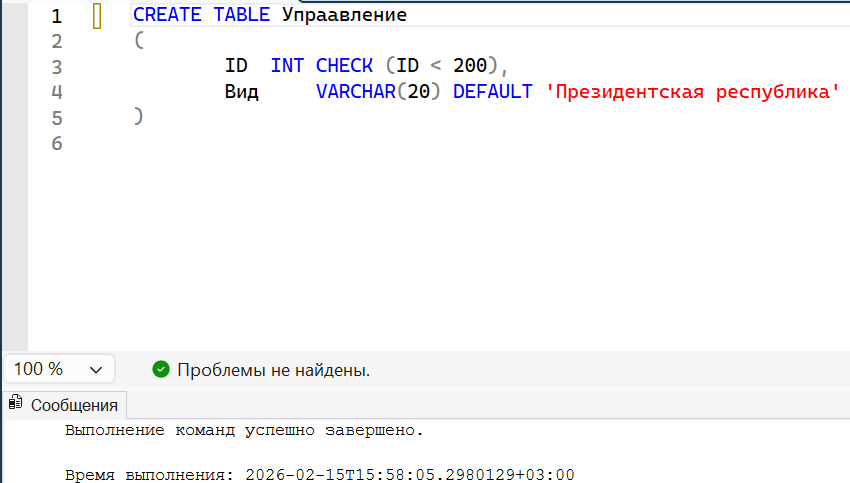 1 CREATE TABLE Упраавление
2 (
3 ID INT CHECK (ID < 200),
4 Вид VARCHAR(20) DEFAULT 'Президентская республика'
5 )
6
100 % Проблемы не найдены.
Сообщения
Выполнение команд успешно завершено.
Время выполнения: 2026-02-15T15:58:05.2980129+03:00